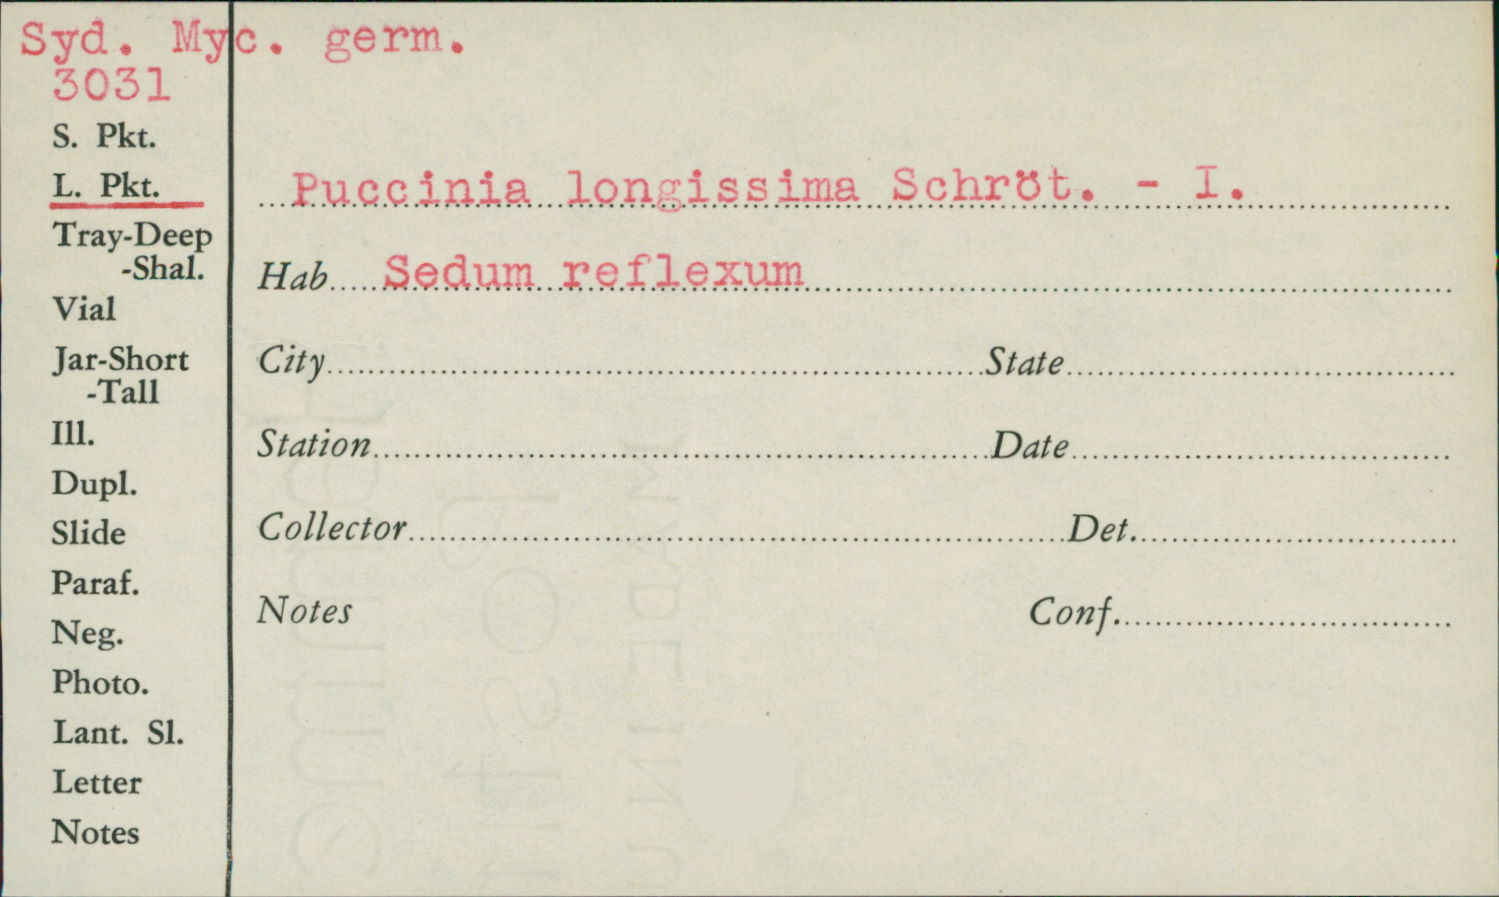 Syd. Myc. germ.
3031
S. Pkt.
L. Pkt.
Tray-Deep
-Shal.
Vial
Jar-Short
-Tall
Ill.
Dupl.
Slide
Paraf.
Neg.
Photo.
Lant. Sl.
Letter
Notes
Puccinia longissima Schröt. - I.
Hab Sedum reflexum
City State
Station Date
Collector Det.
Notes Conf.